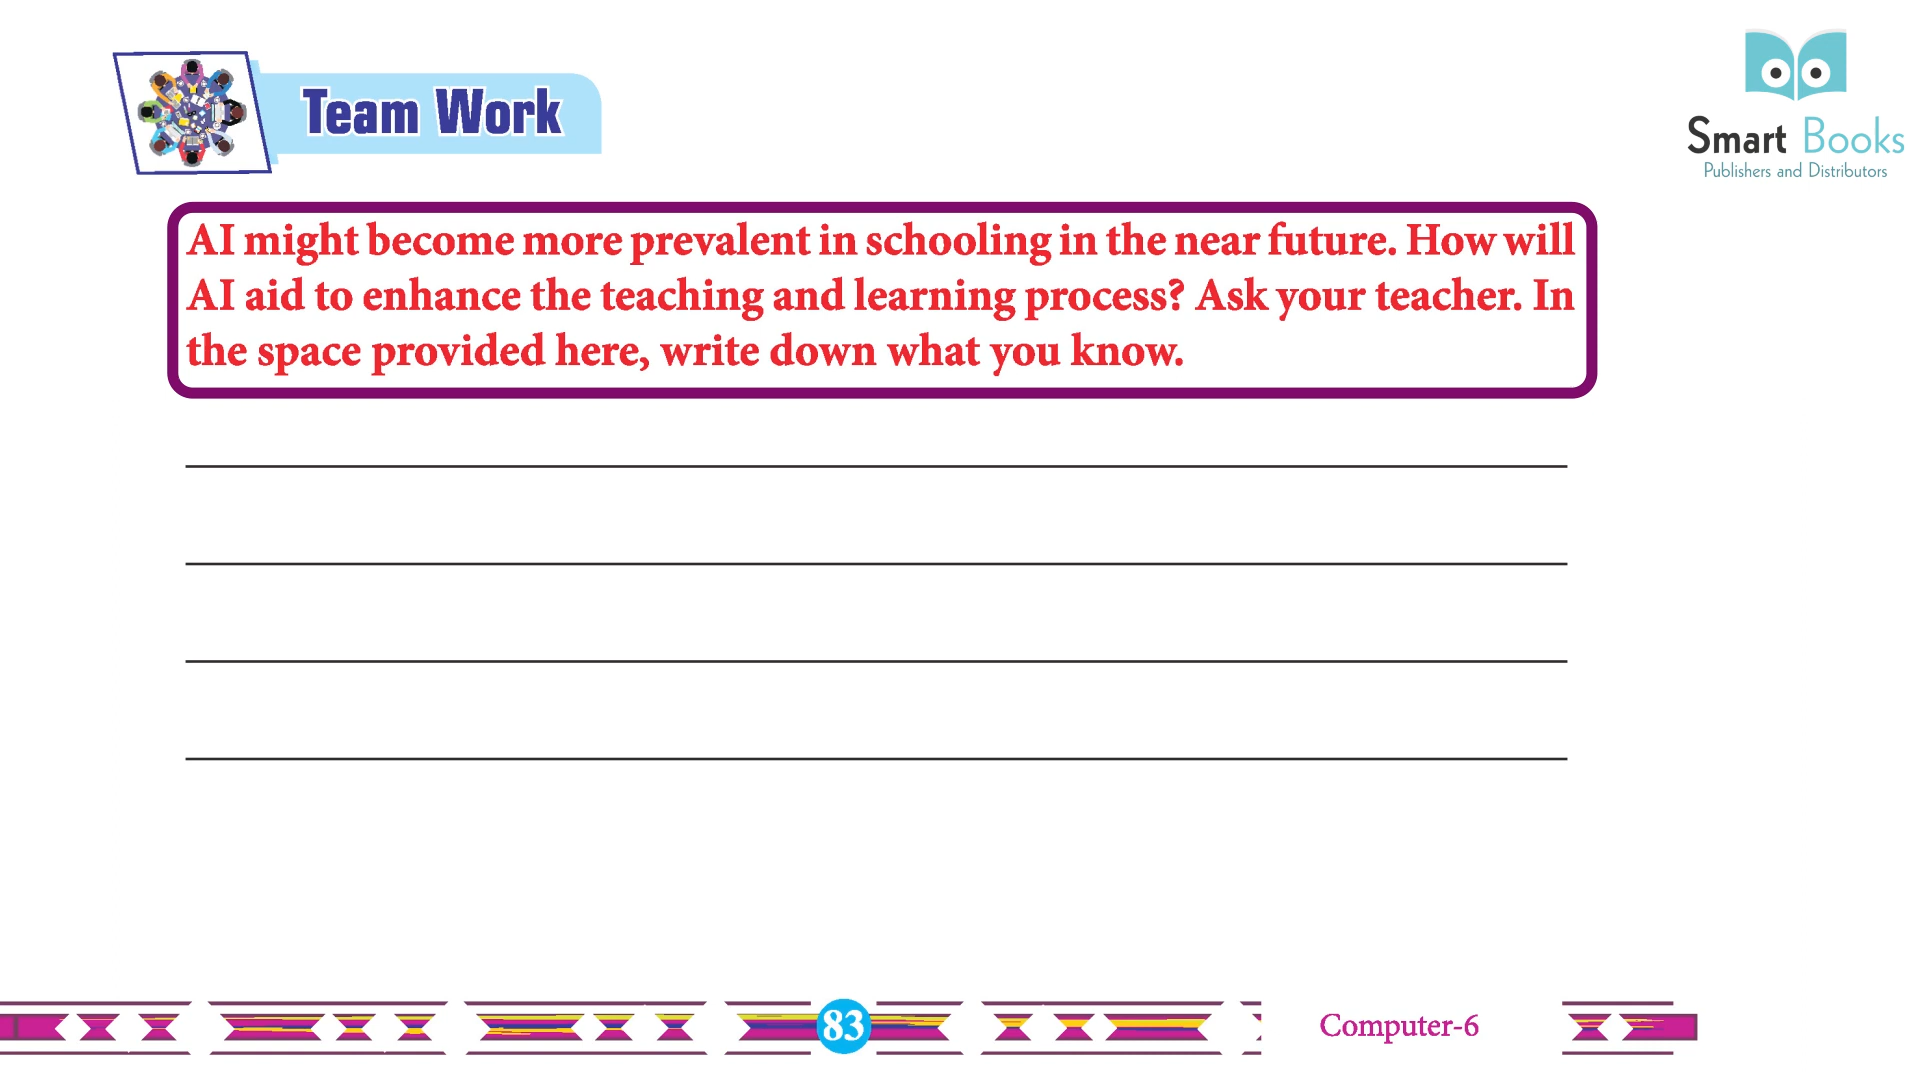 Team Work
Smart Books
Publishers and Distributors
AI might become more prevalent in schooling in the near future. How will
AI aid to enhance the teaching and learning process? Ask your teacher. In
the space provided here, write down what you know.
83
Computer-6